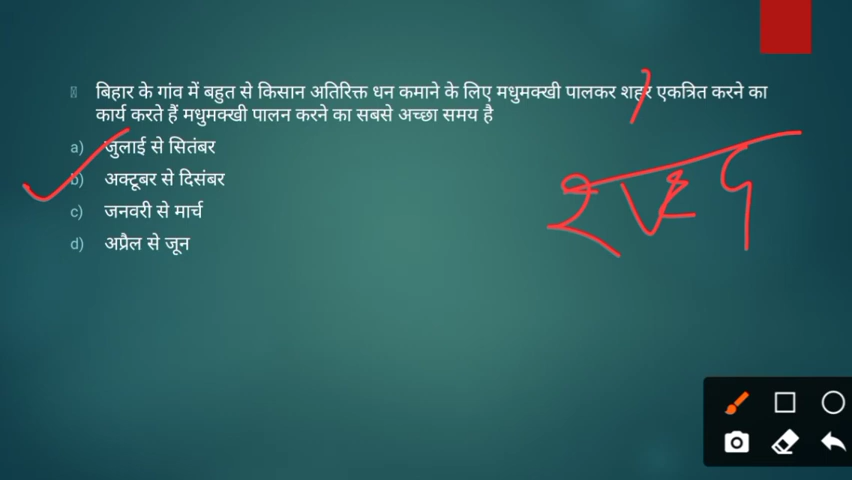 बिहार के गांव में बहुत से किसान अतिरिक्त धन कमाने के लिए मधुमक्खी पालकर शहर एकत्रित करने का
कार्य करते हैं मधुमक्खी पालन करने का सबसे अच्छा समय है
a) जुलाई से सितंबर
b) अक्टूबर से दिसंबर
c) जनवरी से मार्च
d) अप्रैल से जून